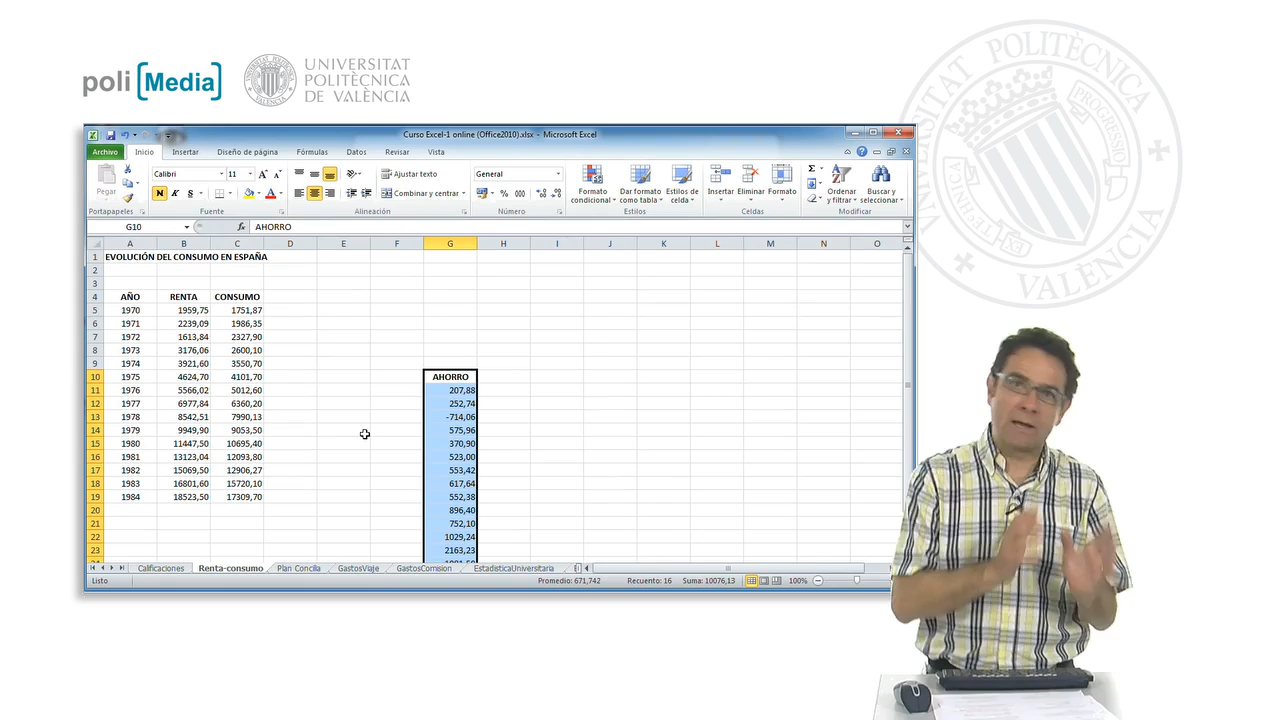 poli [Media]
UNIVERSITAT
POLITÈCNICA
DE VALÈNCIA
UNIVERSITAT POLITÈCNICA
VALÈNCIA
PROGRESSIO
Curso Excel-1 online (Office2010).xlsx - Microsoft Excel
Archivo Inicio Insertar Diseño de página Fórmulas Datos Revisar Vista
Pegar
Calibri 11
N K S
Ajustar texto
Combinar y centrar
General
% 000
Formato condicional
Dar formato como tabla
Estilos de celda
Insertar Eliminar Formato
Ordenar y filtrar
Buscar y seleccionar
Portapapeles Fuente Alineación Número Estilos Celdas Modificar
G10 fx AHORRO
A B C D E F G H I J K L M N O
1 EVOLUCIÓN DEL CONSUMO EN ESPAÑA
2
3
4 AÑO RENTA CONSUMO
5 1970 1959,75 1751,87
6 1971 2239,09 1986,35
7 1972 1613,84 2327,90
8 1973 3176,06 2600,10
9 1974 3921,60 3550,70
10 1975 4624,70 4101,70 AHORRO
11 1976 5566,02 5012,60 207,88
12 1977 6977,84 6360,20 252,74
13 1978 8542,51 7990,13 -714,06
14 1979 9949,90 9053,50 575,96
15 1980 11447,50 10695,40 370,90
16 1981 13123,04 12093,80 523,00
17 1982 15069,50 12906,27 553,42
18 1983 16801,60 15720,10 617,64
19 1984 18523,50 17309,70 552,38
20 896,40
21 752,10
22 1029,24
23 2163,23
Calificaciones Renta-consumo Plan Concilia GastosViaje GastosComision EstadisticaUniversitaria
Listo Promedio: 671,742 Recuento: 16 Suma: 10076,13 100%